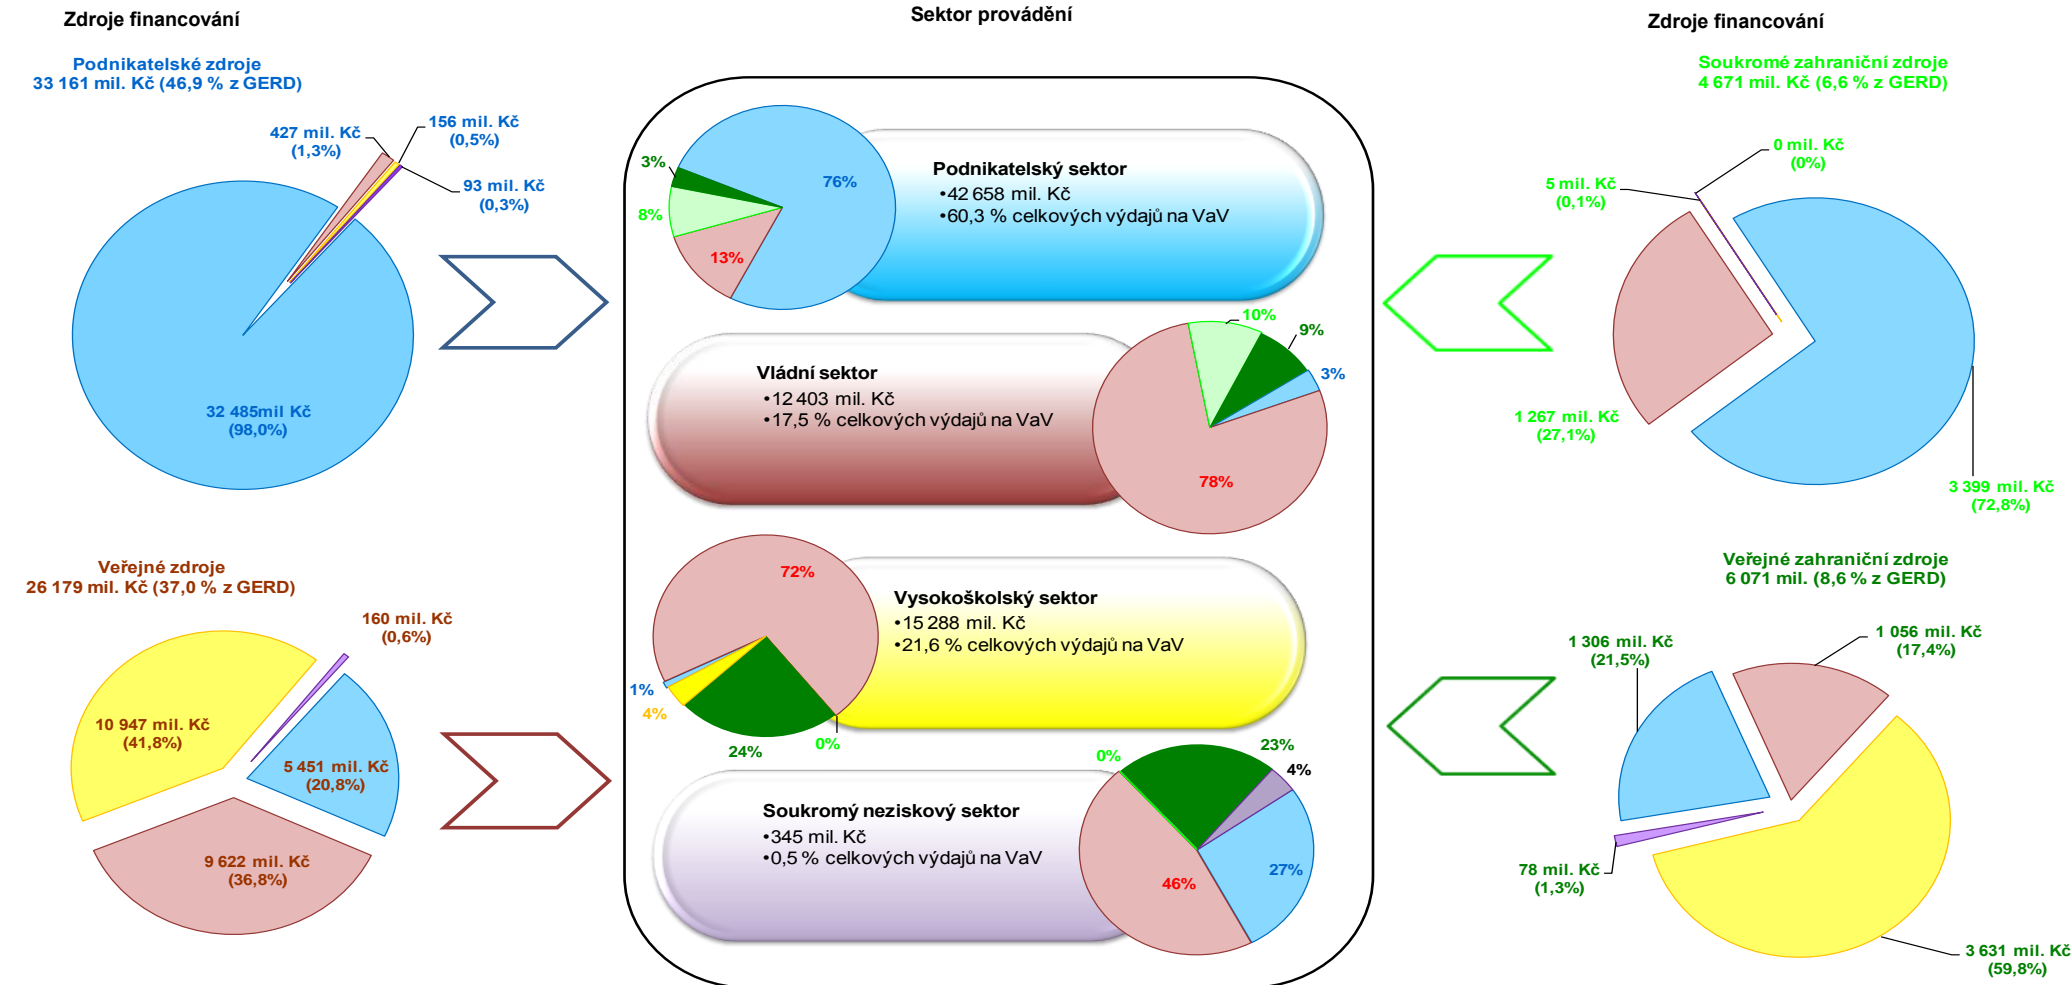 Zdroje financování
Podnikatelské zdroje
33 161 mil. Kč (46,9 % z GERD)
427 mil. Kč
(1,3%)
156 mil. Kč
(0,5%)
93 mil. Kč
(0,3%)
32 485mil Kč
(98,0%)
Veřejné zdroje
26 179 mil. Kč (37,0 % z GERD)
160 mil. Kč
(0,6%)
10 947 mil. Kč
(41,8%)
5 451 mil. Kč
(20,8%)
9 622 mil. Kč
(36,8%)
Sektor provádění
3%
76%
8%
13%
Podnikatelský sektor
•42 658 mil. Kč
•60,3 % celkových výdajů na VaV
Vládní sektor
•12 403 mil. Kč
•17,5 % celkových výdajů na VaV
10%
9%
3%
78%
72%
1%
4%
24%
0%
Vysokoškolský sektor
•15 288 mil. Kč
•21,6 % celkových výdajů na VaV
Soukromý neziskový sektor
•345 mil. Kč
•0,5 % celkových výdajů na VaV
0%
23%
4%
27%
46%
Zdroje financování
Soukromé zahraniční zdroje
4 671 mil. Kč (6,6 % z GERD)
0 mil. Kč
(0%)
5 mil. Kč
(0,1%)
1 267 mil. Kč
(27,1%)
3 399 mil. Kč
(72,8%)
Veřejné zahraniční zdroje
6 071 mil. (8,6 % z GERD)
1 306 mil. Kč
(21,5%)
1 056 mil. Kč
(17,4%)
78 mil. Kč
(1,3%)
3 631 mil. Kč
(59,8%)